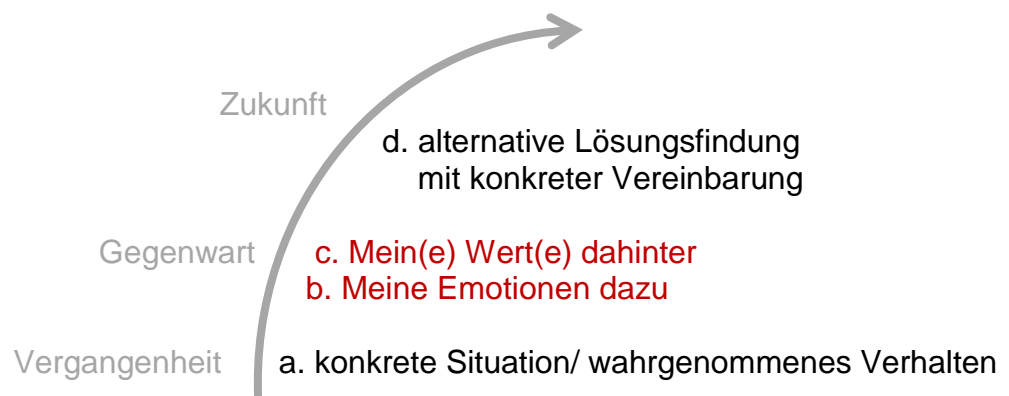 Zukunft
d. alternative Lösungsfindung
mit konkreter Vereinbarung
Gegenwart c. Mein(e) Wert(e) dahinter
b. Meine Emotionen dazu
Vergangenheit a. konkrete Situation/ wahrgenommenes Verhalten